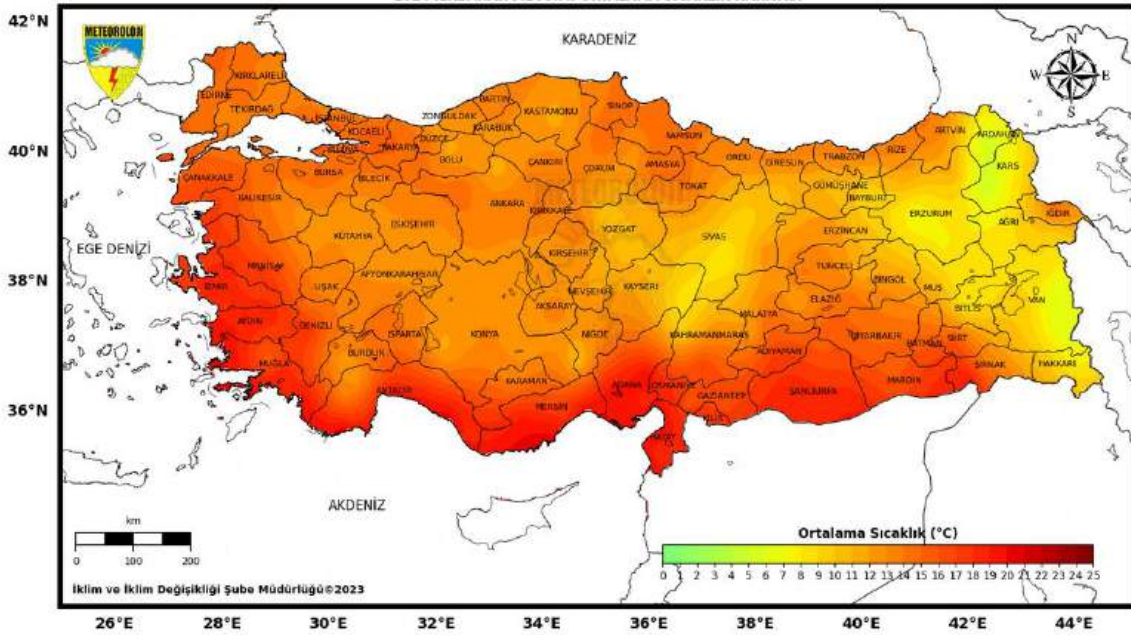 42°N
40°N
38°N
36°N
METEOROLOJİ
KARADENİZ
N
W
E
S
KIRKLARELİ
EDİRNE
TEKİRDAĞ
İSTANBUL
KOCAELİ
SAKARYA
DÜZCE
ZONGULDAK
BARTIN
KARABÜK
KASTAMONU
SİNOP
SAMSUN
ORDU
GİRESUN
TRABZON
RİZE
ARTVİN
ARDAHAN
KARS
ÇANAKKALE
BALIKESİR
BURSA
BİLECİK
BOLU
ÇANKIRI
ÇORUM
AMASYA
TOKAT
GÜMÜŞHANE
BAYBURT
ERZURUM
AĞRI
IĞDIR
EGE DENİZİ
KÜTAHYA
ESKİŞEHİR
ANKARA
KIRIKKALE
YOZGAT
SİVAS
ERZİNCAN
MANİSA
UŞAK
AFYONKARAHİSAR
KIRŞEHİR
NEVŞEHİR
KAYSERİ
TUNCELİ
BİNGÖL
MUŞ
BİTLİS
VAN
İZMİR
AYDIN
DENİZLİ
ISPARTA
KONYA
AKSARAY
NİĞDE
KAHRAMANMARAŞ
MALATYA
ELAZIĞ
DİYARBAKIR
BATMAN
SİİRT
MUĞLA
BURDUR
ANTALYA
KARAMAN
MERSİN
ADANA
OSMANİYE
GAZİANTEP
KİLİS
HATAY
ADIYAMAN
ŞANLIURFA
MARDİN
ŞIRNAK
HAKKARİ
AKDENİZ
km
0 100 200
Ortalama Sıcaklık (°C)
0 1 2 3 4 5 6 7 8 9 10 11 12 13 14 15 16 17 18 19 20 21 22 23 24 25
İklim ve İklim Değişikliği Şube Müdürlüğü©2023
26°E 28°E 30°E 32°E 34°E 36°E 38°E 40°E 42°E 44°E